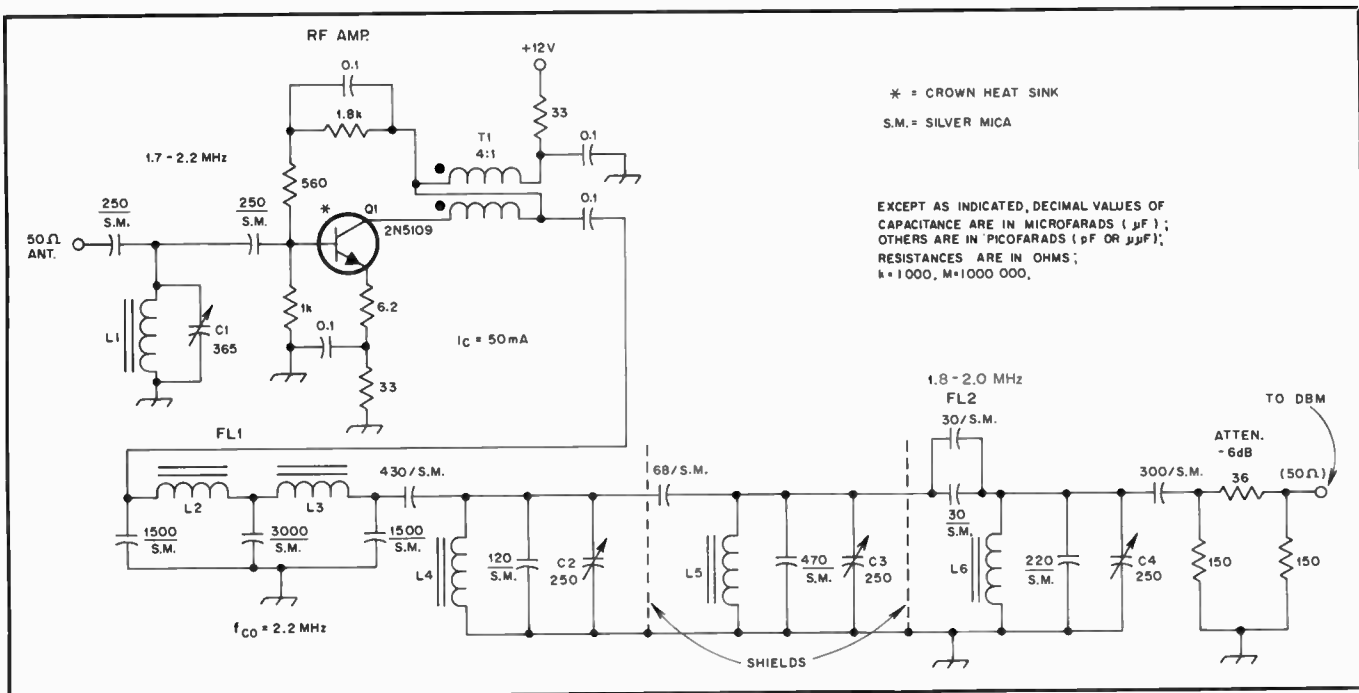 RF AMP.
+12V
0.1
1.8k
33
* = CROWN HEAT SINK
S.M. = SILVER MICA
T1
4:1
0.1
1.7 - 2.2 MHz
560
250
S.M.
250
S.M.
*
Q1
2N5109
0.1
50Ω
ANT.
EXCEPT AS INDICATED, DECIMAL VALUES OF
CAPACITANCE ARE IN MICROFARADS ( µF ) ;
OTHERS ARE IN PICOFARADS ( pF OR µµF);
RESISTANCES ARE IN OHMS ;
k = 1000, M=1000 000,
L1
C1
365
1k
0.1
6.2
33
IC = 50mA
FL1
1.8 - 2.0 MHz
FL2
30/S.M.
TO DBM
L2
L3
430/S.M.
68/S.M.
30
S.M.
300/S.M.
ATTEN.
-6dB
36
(50Ω)
1500
S.M.
3000
S.M.
1500
S.M.
L4
120
S.M.
C2
250
L5
470
S.M.
C3
250
L6
220
S.M.
C4
250
150
150
fCO = 2.2 MHz
SHIELDS